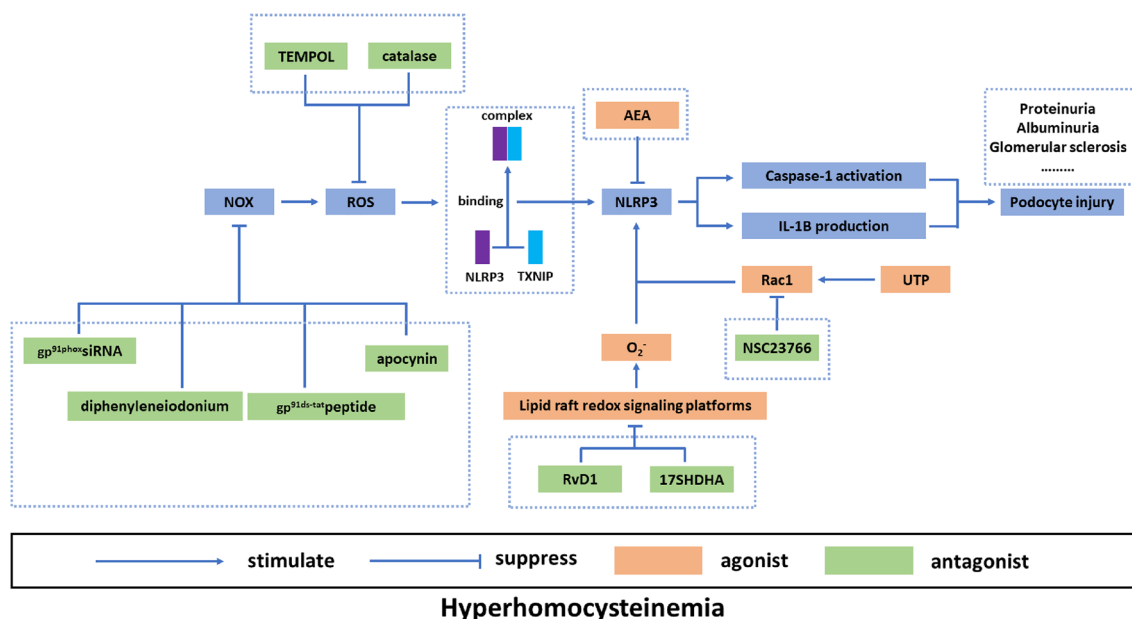 TEMPOL
catalase
complex
AEA
Proteinuria
Albuminuria
Glomerular sclerosis
.........
Caspase-1 activation
NOX
ROS
binding
NLRP3
Podocyte injury
IL-1B production
NLRP3
TXNIP
Rac1
UTP
gp91phoxsiRNA
apocynin
O2-
NSC23766
diphenyleneiodonium
gp91ds-tatpeptide
Lipid raft redox signaling platforms
RvD1
17SHDHA
stimulate
suppress
agonist
antagonist
Hyperhomocysteinemia